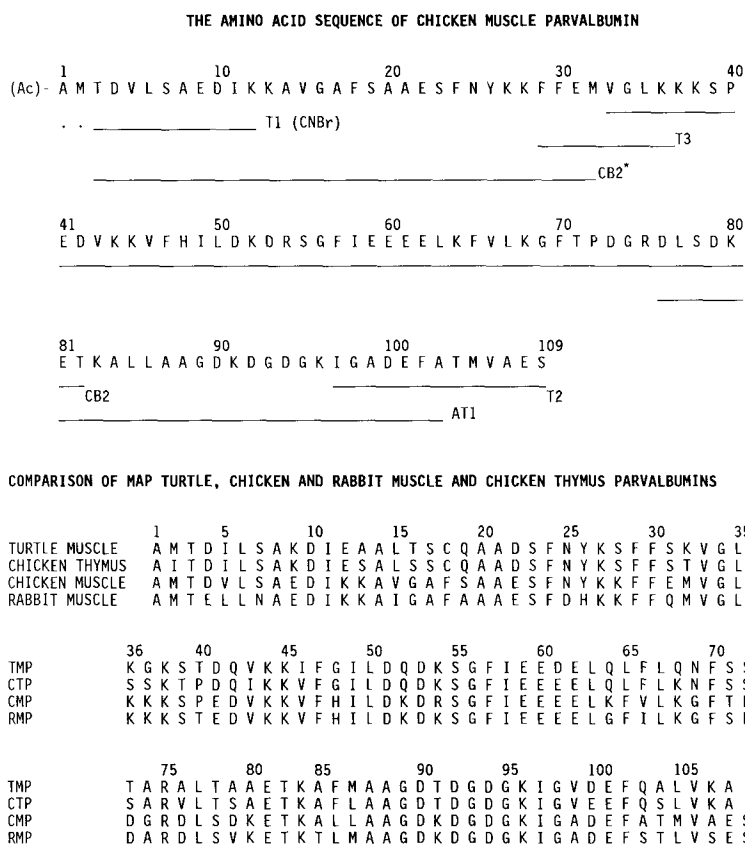 THE AMINO ACID SEQUENCE OF CHICKEN MUSCLE PARVALBUMIN
1 10 20 30 40
(Ac)- A M T D V L S A E D I K K A V G A F S A A E S F N Y K K F F E M V G L K K K S P
. . T1 (CNBr)
T3
CB2*
41 50 60 70 80
E D V K K V F H I L D K D R S G F I E E E E L K F V L K G F T P D G R D L S D K
81 90 100 109
E T K A L L A A G D K D G D G K I G A D E F A T M V A E S
CB2 T2
AT1
COMPARISON OF MAP TURTLE, CHICKEN AND RABBIT MUSCLE AND CHICKEN THYMUS PARVALBUMINS
1 5 10 15 20 25 30 35
TURTLE MUSCLE A M T D I L S A K D I E A A L T S C Q A A D S F N Y K S F F S K V G L
CHICKEN THYMUS A I T D I L S A K D I E S A L S S C Q A A D S F N Y K S F F S T V G L
CHICKEN MUSCLE A M T D V L S A E D I K K A V G A F S A A E S F N Y K K F F E M V G L
RABBIT MUSCLE A M T E L L N A E D I K K A I G A F A A A E S F D H K K F F Q M V G L
36 40 45 50 55 60 65 70
TMP K G K S T D Q V K K I F G I L D Q D K S G F I E E D E L Q L F L Q N F S S
CTP S S K T P D Q I K K V F G I L D Q D K S G F I E E E E L Q L F L K N F S S
CMP K K K S P E D V K K V F H I L D K D R S G F I E E E E L K F V L K G F T
RMP K K K S T E D V K K V F H I L D K D K S G F I E E E E L G F I L K G F S
75 80 85 90 95 100 105
TMP T A R A L T A A E T K A F M A A G D T D G D G K I G V D E F Q A L V K A
CTP S A R V L T S A E T K A F L A A G D T D G D G K I G V E E F Q S L V K A
CMP D G R D L S D K E T K A L L A A G D K D G D G K I G A D E F A T M V A E S
RMP D A R D L S V K E T K T L M A A G D K D G D G K I G A D E F S T L V S E S